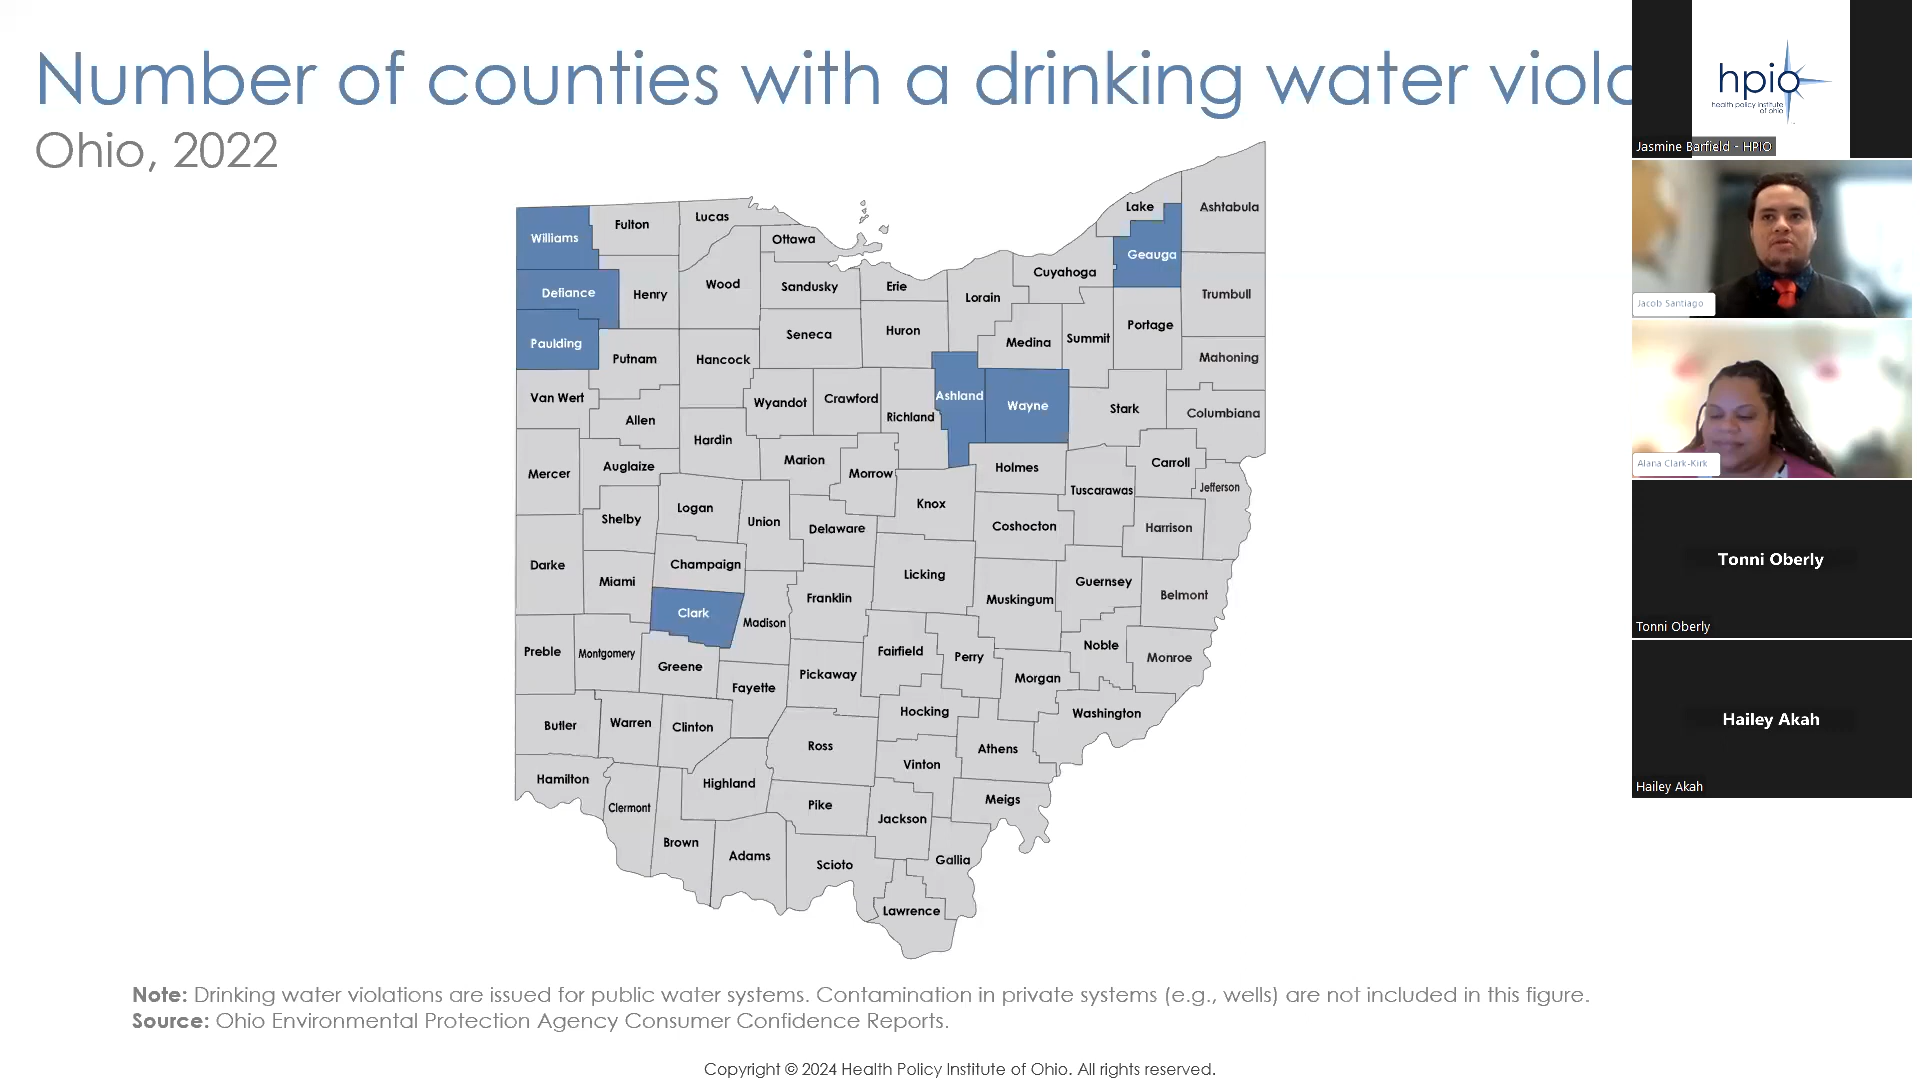 Number of counties with a drinking water viola
Ohio, 2022
hpio
health policy institute
of ohio
Jasmine Barfield - HPIO
Jacob Santiago
Alana Clark-Kirk
Tonni Oberly
Tonni Oberly
Hailey Akah
Hailey Akah
Lake
Ashtabula
Williams
Fulton
Lucas
Ottawa
Geauga
Cuyahoga
Defiance
Henry
Wood
Sandusky
Erie
Lorain
Trumbull
Paulding
Putnam
Hancock
Seneca
Huron
Medina
Summit
Portage
Mahoning
Van Wert
Allen
Wyandot
Crawford
Richland
Ashland
Wayne
Stark
Columbiana
Mercer
Auglaize
Hardin
Marion
Morrow
Holmes
Carroll
Jefferson
Tuscarawas
Shelby
Logan
Union
Delaware
Knox
Coshocton
Harrison
Darke
Miami
Champaign
Franklin
Licking
Muskingum
Guernsey
Belmont
Clark
Madison
Preble
Montgomery
Greene
Fayette
Pickaway
Fairfield
Perry
Morgan
Noble
Monroe
Butler
Warren
Clinton
Ross
Hocking
Athens
Washington
Vinton
Hamilton
Clermont
Highland
Pike
Jackson
Meigs
Brown
Adams
Scioto
Gallia
Lawrence
Note: Drinking water violations are issued for public water systems. Contamination in private systems (e.g., wells) are not included in this figure.
Source: Ohio Environmental Protection Agency Consumer Confidence Reports.
Copyright © 2024 Health Policy Institute of Ohio. All rights reserved.